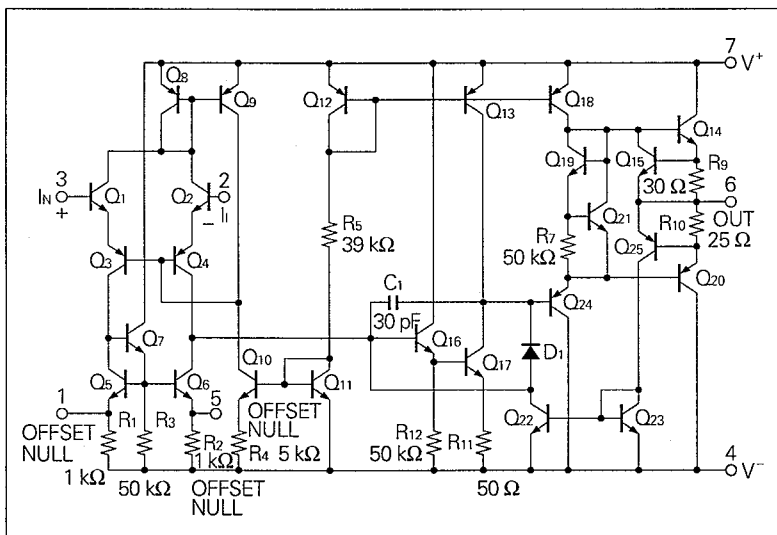 7
V+
Q8
Q9
Q12
Q13
Q18
Q14
3
IN
+
Q1
Q2
2
II
−
Q19
Q15
R9
30 Ω
6
OUT
Q21
R5
39 kΩ
R7
50 kΩ
R10
25 Ω
Q25
Q3
Q4
Q20
C1
30 pF
Q24
Q7
Q16
Q17
D1
Q10
Q11
Q5
Q6
1
5
OFFSET
NULL
R1
R3
R2
1 kΩ
R4
OFFSET
NULL
5 kΩ
R12
50 kΩ
R11
Q22
Q23
4
V−
1 kΩ
50 kΩ
OFFSET
NULL
50 Ω